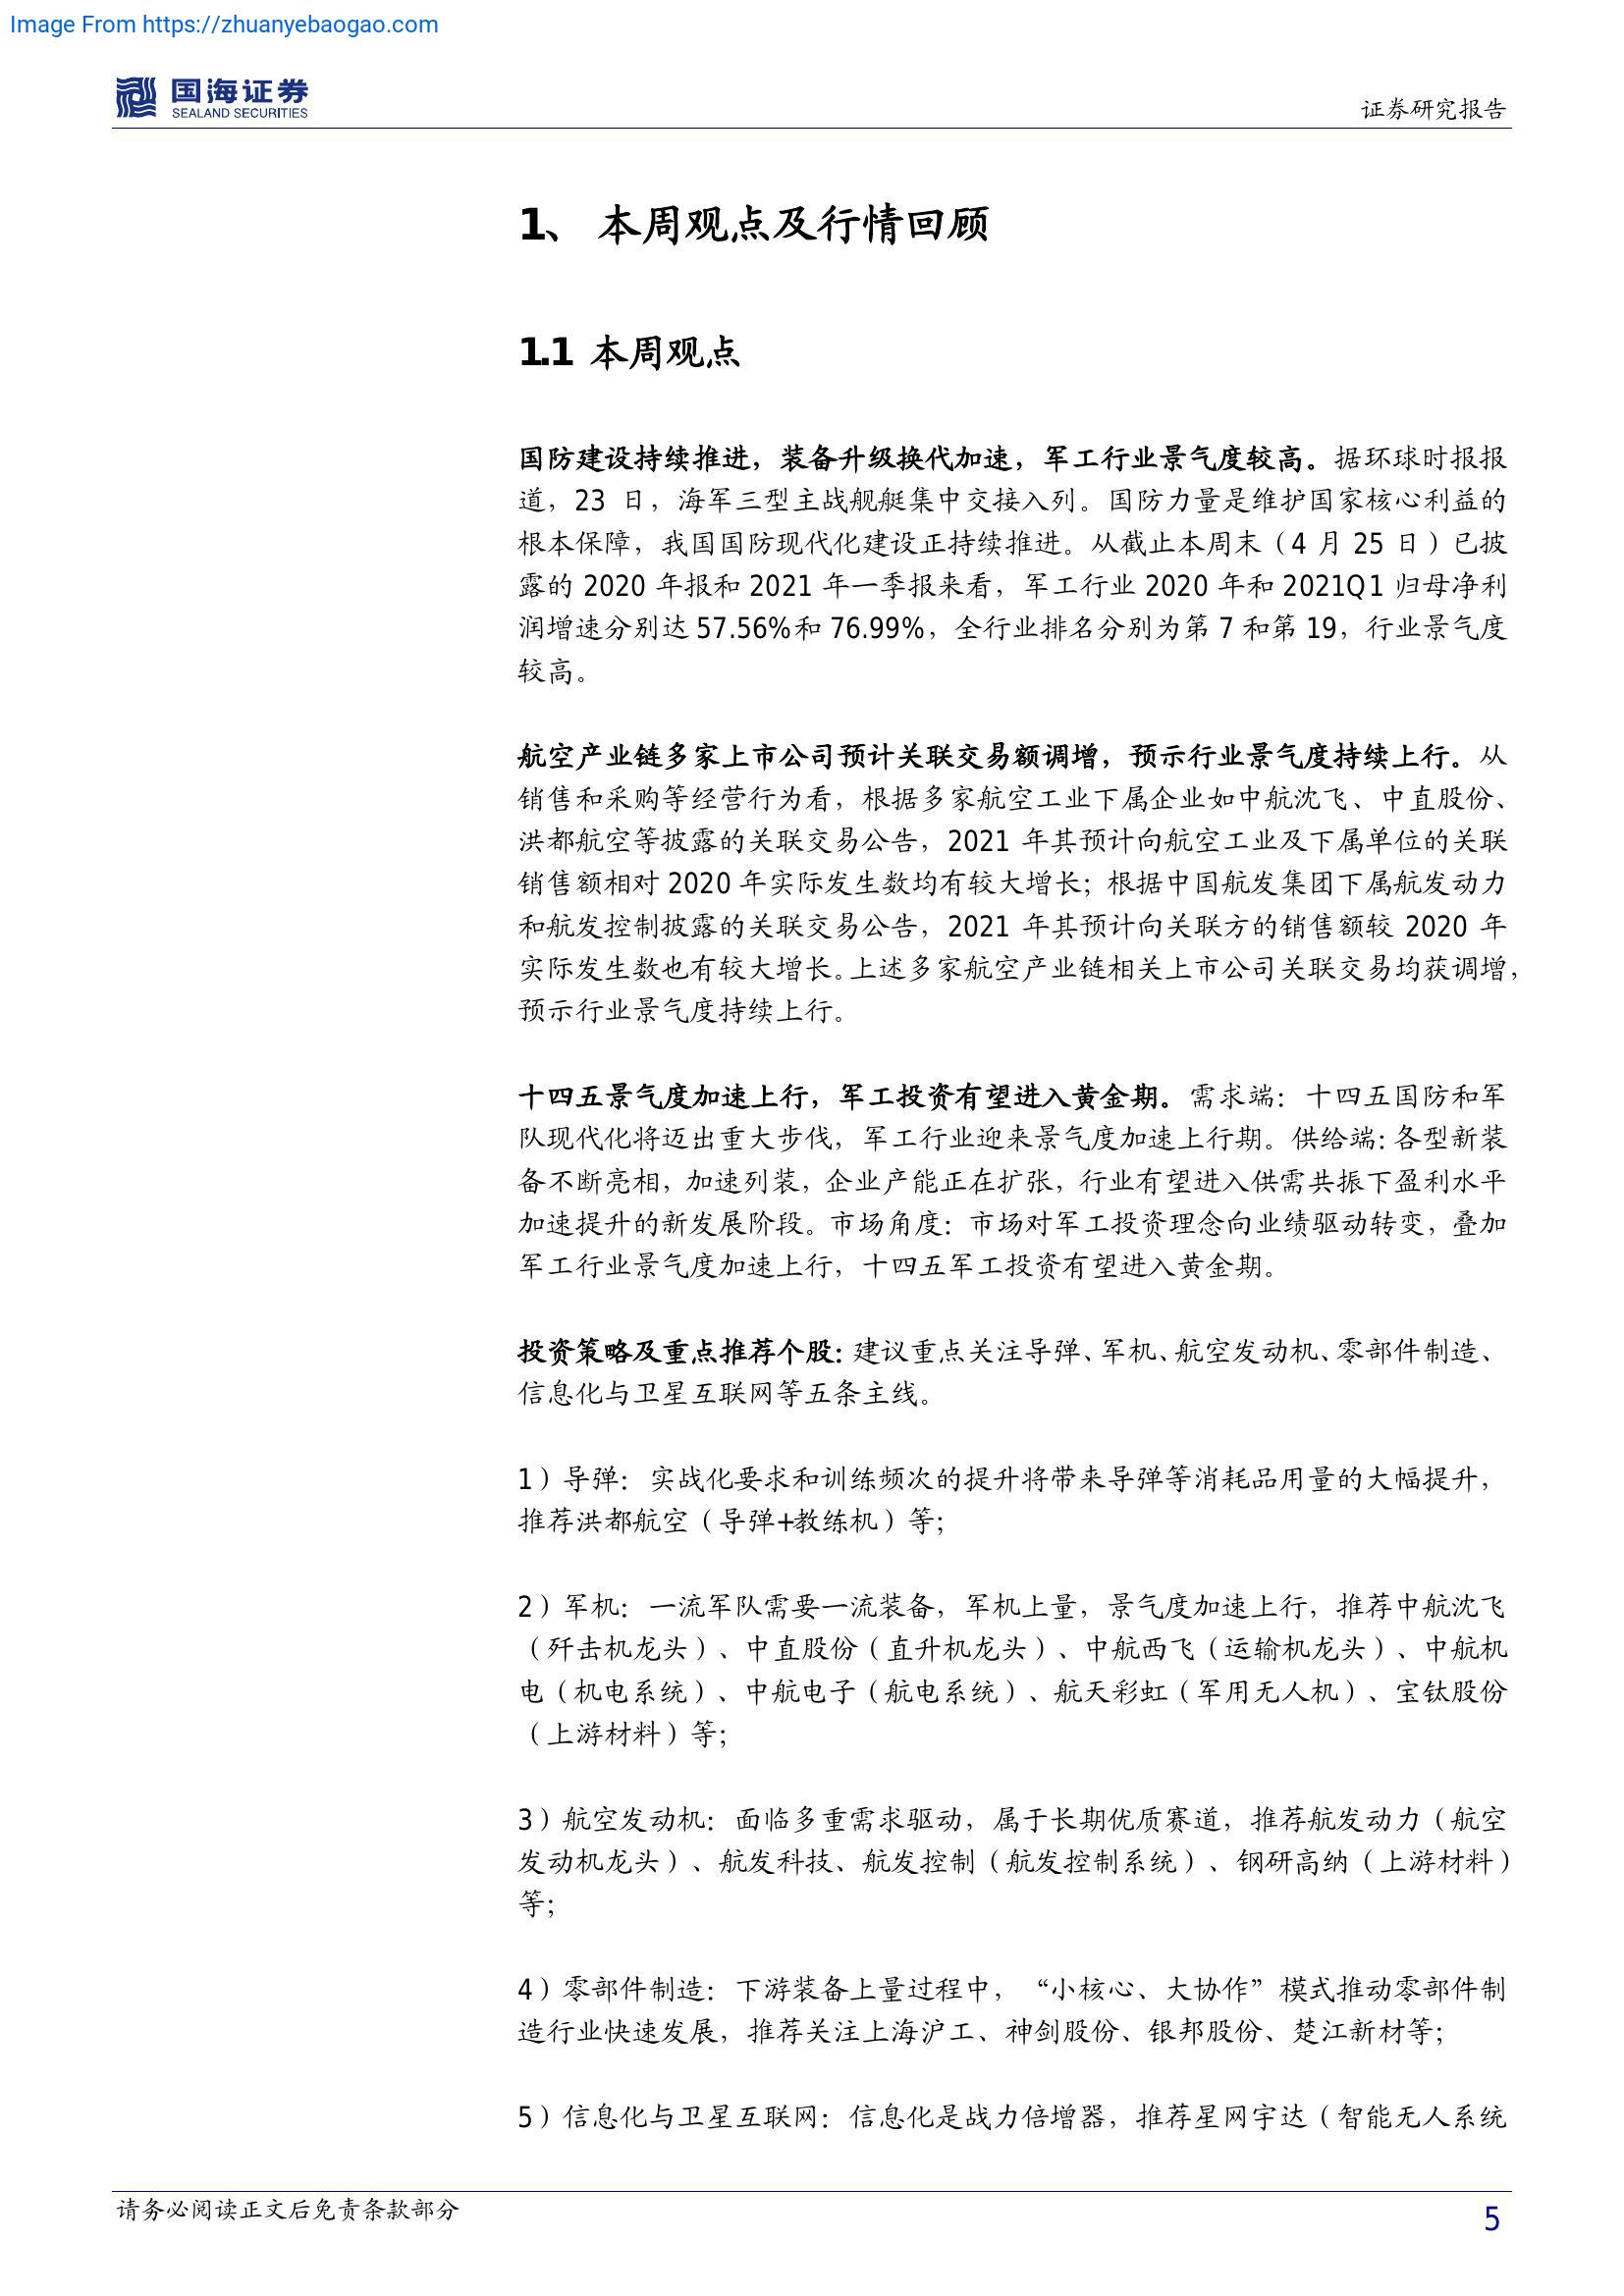 Image From https://zhuanyebaogao.com
国海证券
SEALAND SECURITIES
证券研究报告
1、 本周观点及行情回顾
1.1 本周观点
国防建设持续推进，装备升级换代加速，军工行业景气度较高。据环球时报报
道，23 日，海军三型主战舰艇集中交接入列。国防力量是维护国家核心利益的
根本保障，我国国防现代化建设正持续推进。从截止本周末（4 月 25 日）已披
露的 2020 年报和 2021 年一季报来看，军工行业 2020 年和 2021Q1 归母净利
润增速分别达 57.56%和 76.99%，全行业排名分别为第 7 和第 19，行业景气度
较高。
航空产业链多家上市公司预计关联交易额调增，预示行业景气度持续上行。从
销售和采购等经营行为看，根据多家航空工业下属企业如中航沈飞、中直股份、
洪都航空等披露的关联交易公告，2021 年其预计向航空工业及下属单位的关联
销售额相对 2020 年实际发生数均有较大增长；根据中国航发集团下属航发动力
和航发控制披露的关联交易公告，2021 年其预计向关联方的销售额较 2020 年
实际发生数也有较大增长。上述多家航空产业链相关上市公司关联交易均获调增，
预示行业景气度持续上行。
十四五景气度加速上行，军工投资有望进入黄金期。需求端：十四五国防和军
队现代化将迈出重大步伐，军工行业迎来景气度加速上行期。供给端：各型新装
备不断亮相，加速列装，企业产能正在扩张，行业有望进入供需共振下盈利水平
加速提升的新发展阶段。市场角度：市场对军工投资理念向业绩驱动转变，叠加
军工行业景气度加速上行，十四五军工投资有望进入黄金期。
投资策略及重点推荐个股：建议重点关注导弹、军机、航空发动机、零部件制造、
信息化与卫星互联网等五条主线。
1）导弹：实战化要求和训练频次的提升将带来导弹等消耗品用量的大幅提升，
推荐洪都航空（导弹+教练机）等；
2）军机：一流军队需要一流装备，军机上量，景气度加速上行，推荐中航沈飞
（歼击机龙头）、中直股份（直升机龙头）、中航西飞（运输机龙头）、中航机
电（机电系统）、中航电子（航电系统）、航天彩虹（军用无人机）、宝钛股份
（上游材料）等；
3）航空发动机：面临多重需求驱动，属于长期优质赛道，推荐航发动力（航空
发动机龙头）、航发科技、航发控制（航发控制系统）、钢研高纳（上游材料）
等；
4）零部件制造：下游装备上量过程中，“小核心、大协作”模式推动零部件制
造行业快速发展，推荐关注上海沪工、神剑股份、银邦股份、楚江新材等；
5）信息化与卫星互联网：信息化是战力倍增器，推荐星网宇达（智能无人系统
请务必阅读正文后免责条款部分
5